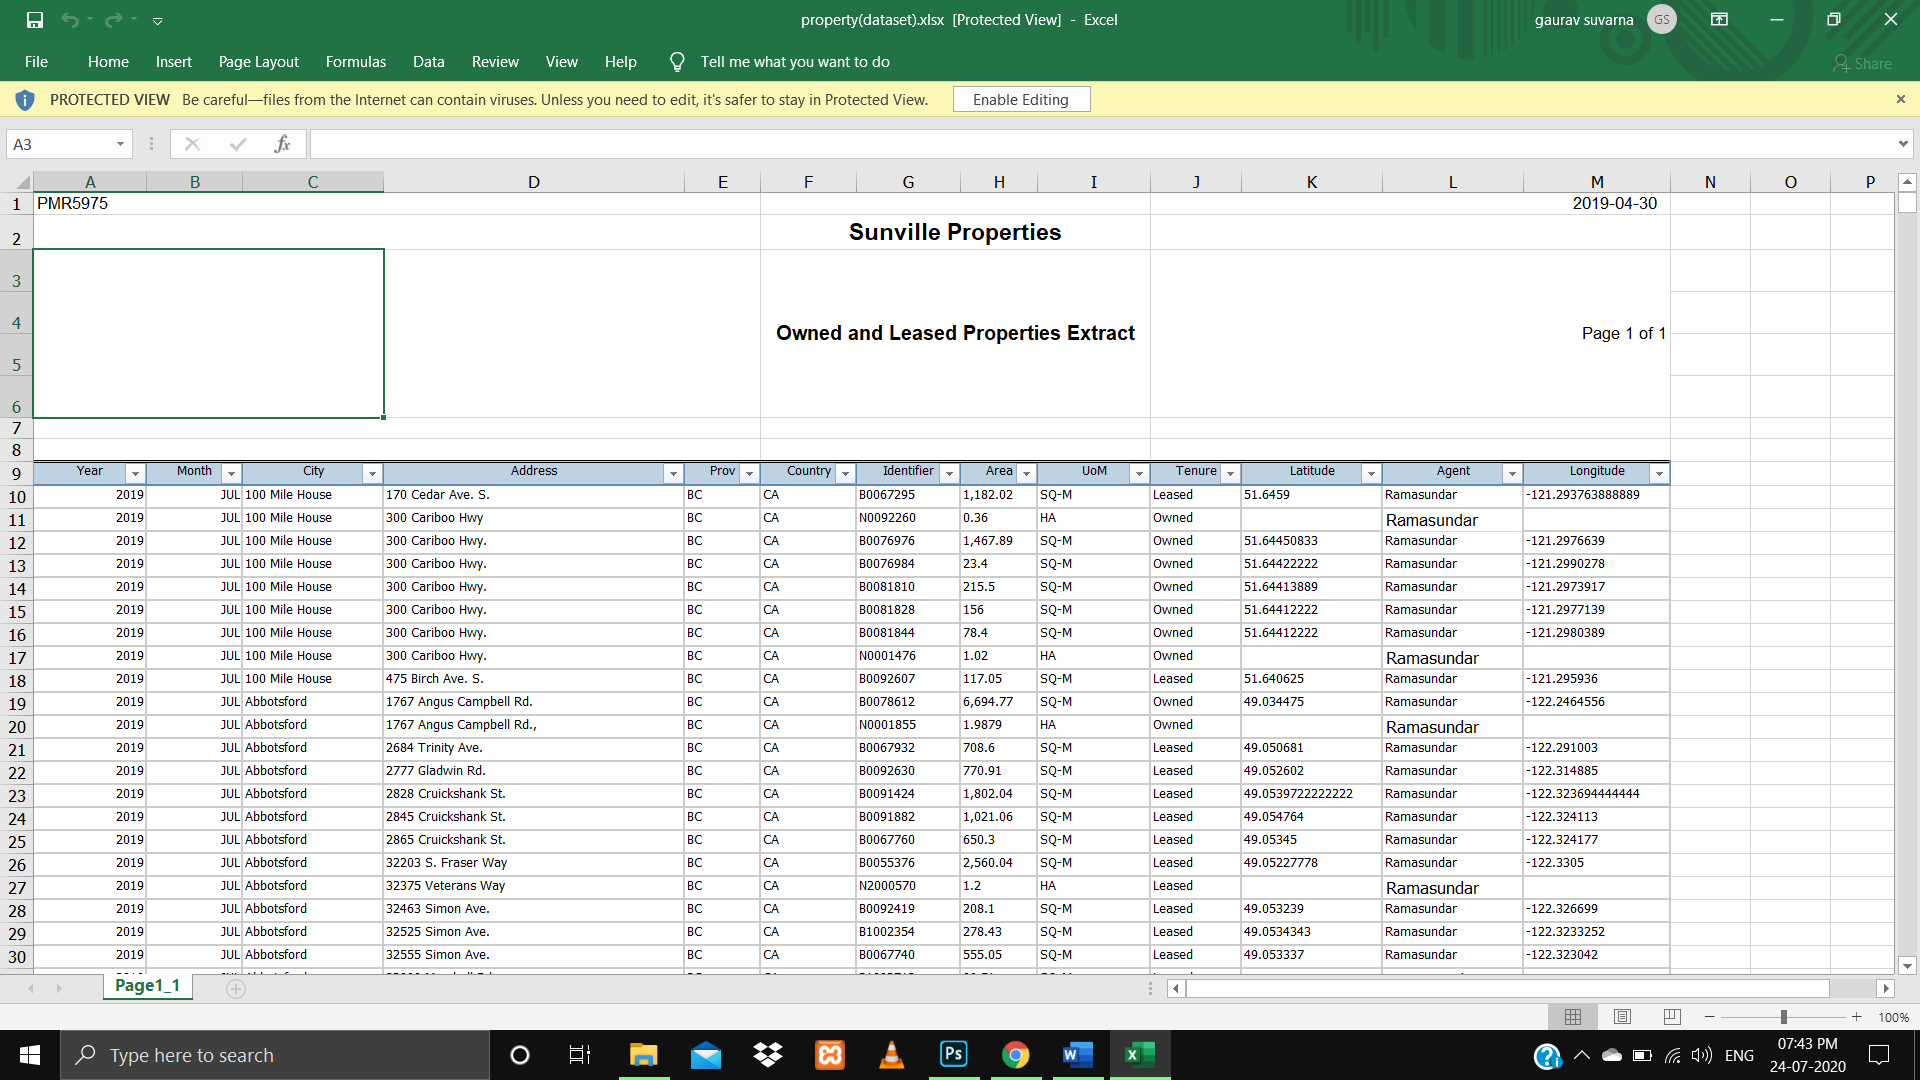 property(dataset).xlsx [Protected View] - Excel
gaurav suvarna GS
File Home Insert Page Layout Formulas Data Review View Help Tell me what you want to do Share
PROTECTED VIEW Be careful—files from the Internet can contain viruses. Unless you need to edit, it's safer to stay in Protected View. Enable Editing
A3 fx
A B C D E F G H I J K L M N O P
1 PMR5975 2019-04-30
2 Sunville Properties
3
4 Owned and Leased Properties Extract Page 1 of 1
5
6
7
8
9 Year Month City Address Prov Country Identifier Area UoM Tenure Latitude Agent Longitude
10 2019 JUL 100 Mile House 170 Cedar Ave. S. BC CA B0067295 1,182.02 SQ-M Leased 51.6459 Ramasundar -121.293763888889
11 2019 JUL 100 Mile House 300 Cariboo Hwy BC CA N0092260 0.36 HA Owned Ramasundar
12 2019 JUL 100 Mile House 300 Cariboo Hwy. BC CA B0076976 1,467.89 SQ-M Owned 51.64450833 Ramasundar -121.2976639
13 2019 JUL 100 Mile House 300 Cariboo Hwy. BC CA B0076984 23.4 SQ-M Owned 51.64422222 Ramasundar -121.2990278
14 2019 JUL 100 Mile House 300 Cariboo Hwy. BC CA B0081810 215.5 SQ-M Owned 51.64413889 Ramasundar -121.2973917
15 2019 JUL 100 Mile House 300 Cariboo Hwy. BC CA B0081828 156 SQ-M Owned 51.64412222 Ramasundar -121.2977139
16 2019 JUL 100 Mile House 300 Cariboo Hwy. BC CA B0081844 78.4 SQ-M Owned 51.64412222 Ramasundar -121.2980389
17 2019 JUL 100 Mile House 300 Cariboo Hwy. BC CA N0001476 1.02 HA Owned Ramasundar
18 2019 JUL 100 Mile House 475 Birch Ave. S. BC CA B0092607 117.05 SQ-M Leased 51.640625 Ramasundar -121.295936
19 2019 JUL Abbotsford 1767 Angus Campbell Rd. BC CA B0078612 6,694.77 SQ-M Owned 49.034475 Ramasundar -122.2464556
20 2019 JUL Abbotsford 1767 Angus Campbell Rd., BC CA N0001855 1.9879 HA Owned Ramasundar
21 2019 JUL Abbotsford 2684 Trinity Ave. BC CA B0067932 708.6 SQ-M Leased 49.050681 Ramasundar -122.291003
22 2019 JUL Abbotsford 2777 Gladwin Rd. BC CA B0092630 770.91 SQ-M Leased 49.052602 Ramasundar -122.314885
23 2019 JUL Abbotsford 2828 Cruickshank St. BC CA B0091424 1,802.04 SQ-M Leased 49.0539722222222 Ramasundar -122.323694444444
24 2019 JUL Abbotsford 2845 Cruickshank St. BC CA B0091882 1,021.06 SQ-M Leased 49.054764 Ramasundar -122.324113
25 2019 JUL Abbotsford 2865 Cruickshank St. BC CA B0067760 650.3 SQ-M Leased 49.05345 Ramasundar -122.324177
26 2019 JUL Abbotsford 32203 S. Fraser Way BC CA B0055376 2,560.04 SQ-M Leased 49.05227778 Ramasundar -122.3305
27 2019 JUL Abbotsford 32375 Veterans Way BC CA N2000570 1.2 HA Leased Ramasundar
28 2019 JUL Abbotsford 32463 Simon Ave. BC CA B0092419 208.1 SQ-M Leased 49.053239 Ramasundar -122.326699
29 2019 JUL Abbotsford 32525 Simon Ave. BC CA B1002354 278.43 SQ-M Leased 49.0534343 Ramasundar -122.3233252
30 2019 JUL Abbotsford 32555 Simon Ave. BC CA B0067740 555.05 SQ-M Leased 49.053337 Ramasundar -122.323042
Page1_1
100%
Type here to search Ps W X ENG 07:43 PM
24-07-2020